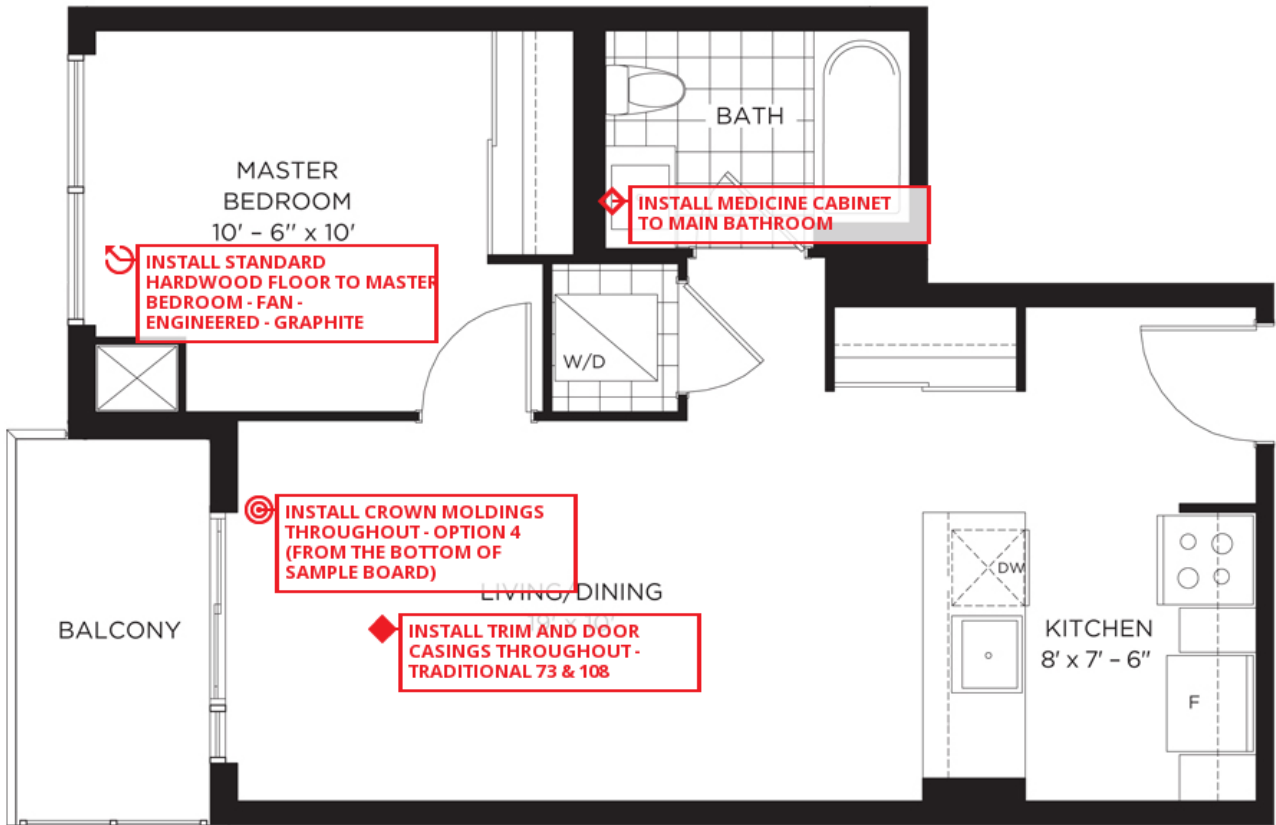 MASTER
BEDROOM
10' - 6" x 10'
BATH
INSTALL MEDICINE CABINET
TO MAIN BATHROOM
INSTALL STANDARD
HARDWOOD FLOOR TO MASTER
BEDROOM - FAN -
ENGINEERED - GRAPHITE
W/D
INSTALL CROWN MOLDINGS
THROUGHOUT - OPTION 4
(FROM THE BOTTOM OF
SAMPLE BOARD)
LIVING/DINING
19' x 10'
INSTALL TRIM AND DOOR
CASINGS THROUGHOUT -
TRADITIONAL 73 & 108
BALCONY
DW
KITCHEN
8' x 7' - 6"
F